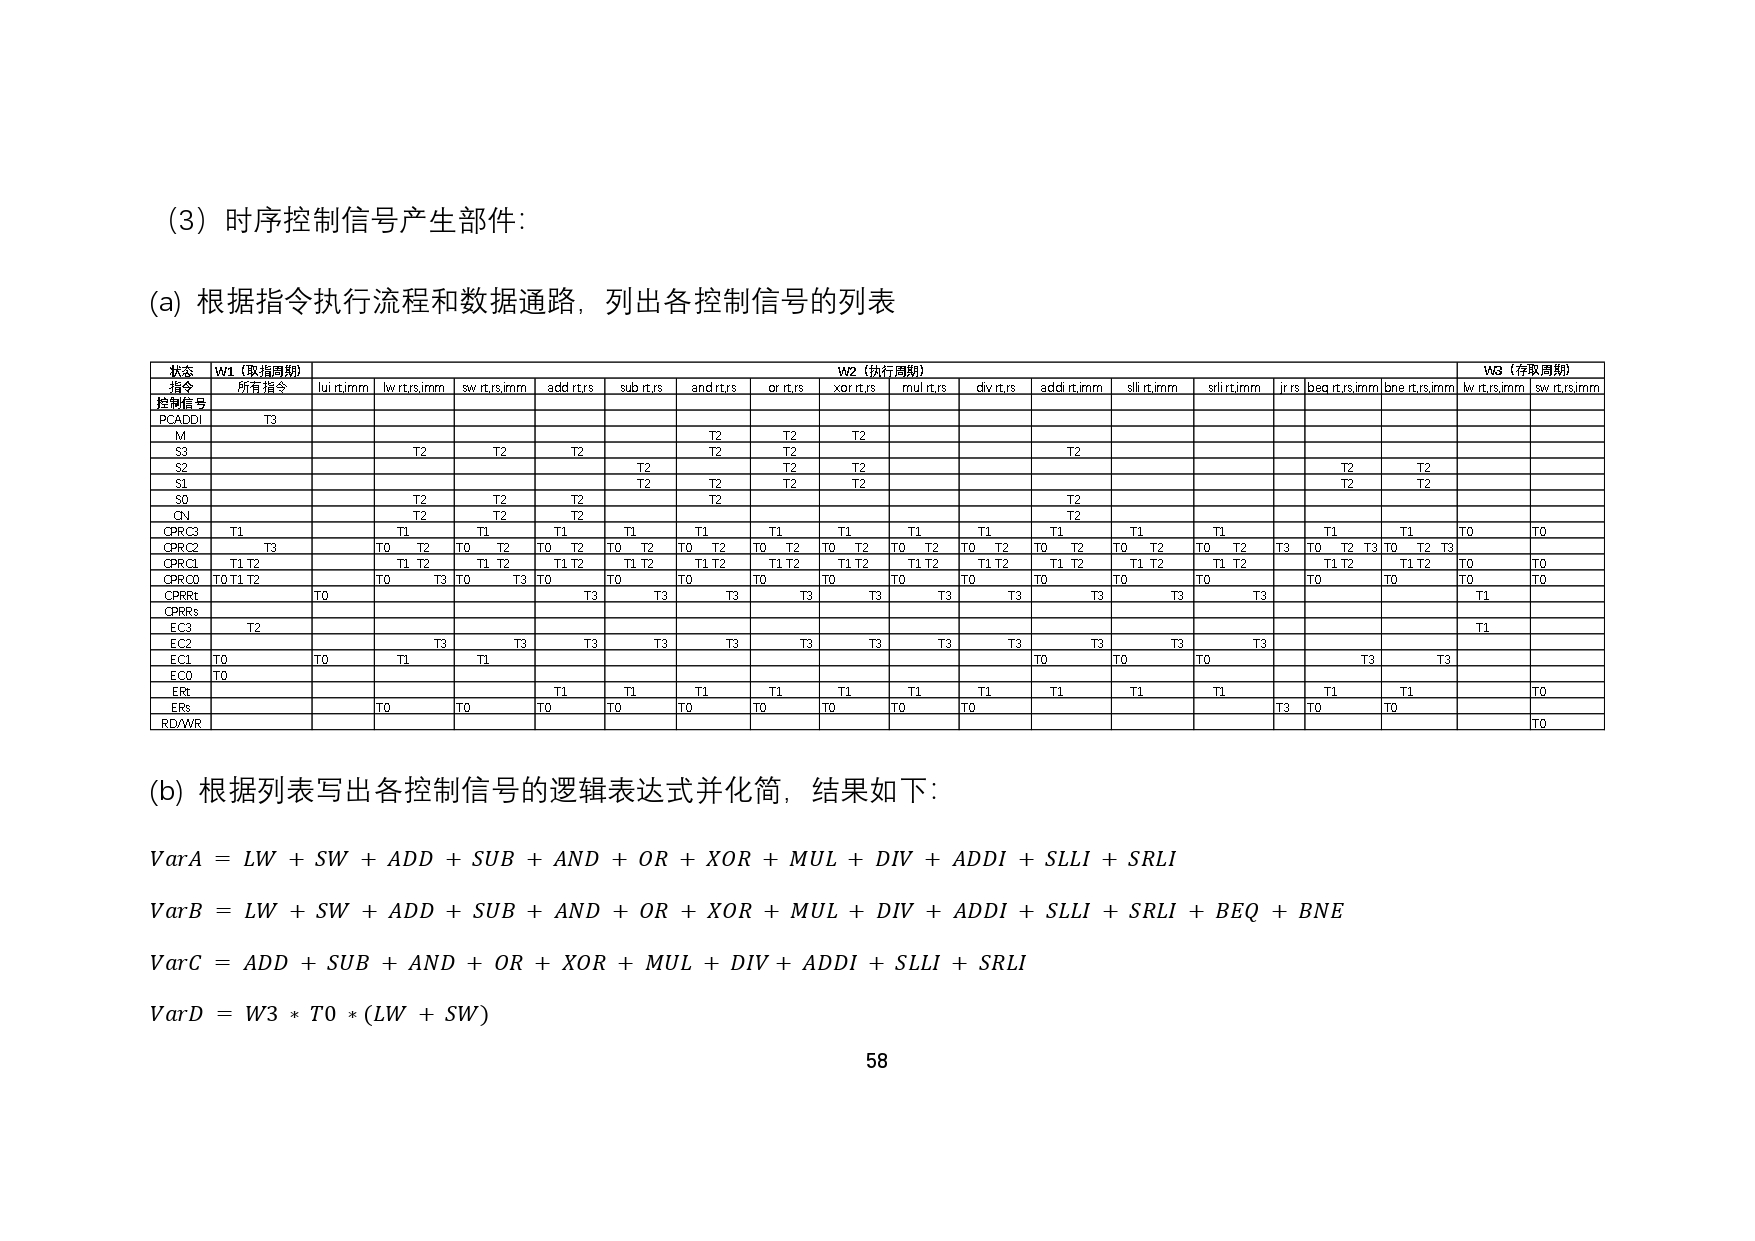 （3）时序控制信号产生部件：
(a) 根据指令执行流程和数据通路，列出各控制信号的列表
状态 W1（取指周期） W2（执行周期） W3（存取周期）
指令 所有指令 lui rt,imm lw rt,rs,imm sw rt,rs,imm add rt,rs sub rt,rs and rt,rs or rt,rs xor rt,rs mul rt,rs div rt,rs addi rt,imm slli rt,imm srli rt,imm jr rs beq rt,rs,imm bne rt,rs,imm lw rt,rs,imm sw rt,rs,imm
控制信号
PCADDI T3
M T2 T2 T2
S3 T2 T2 T2 T2 T2 T2
S2 T2 T2 T2 T2 T2
S1 T2 T2 T2 T2 T2 T2
S0 T2 T2 T2 T2 T2
CN T2 T2 T2 T2
CPRC3 T1 T1 T1 T1 T1 T1 T1 T1 T1 T1 T1 T1 T1 T1 T1 T0 T0
CPRC2 T3 T0 T2 T0 T2 T0 T2 T0 T2 T0 T2 T0 T2 T0 T2 T0 T2 T0 T2 T0 T2 T0 T2 T0 T2 T3 T0 T2 T3 T0 T2 T3
CPRC1 T1 T2 T1 T2 T1 T2 T1 T2 T1 T2 T1 T2 T1 T2 T1 T2 T1 T2 T1 T2 T1 T2 T1 T2 T1 T2 T1 T2 T1 T2 T0 T0
CPRC0 T0 T1 T2 T0 T3 T0 T3 T0 T0 T0 T0 T0 T0 T0 T0 T0 T0 T0 T0 T0 T0
CPRRt T0 T3 T3 T3 T3 T3 T3 T3 T3 T3 T3 T1
CPRRs
EC3 T2 T1
EC2 T3 T3 T3 T3 T3 T3 T3 T3 T3 T3 T3 T3
EC1 T0 T0 T1 T1 T0 T0 T0 T3 T3
EC0 T0
ERt T1 T1 T1 T1 T1 T1 T1 T1 T1 T1 T1 T1 T0
ERs T0 T0 T0 T0 T0 T0 T0 T0 T0 T3 T0 T0
RD/WR T0
(b) 根据列表写出各控制信号的逻辑表达式并化简，结果如下：
VarA = LW + SW + ADD + SUB + AND + OR + XOR + MUL + DIV + ADDI + SLLI + SRLI
VarB = LW + SW + ADD + SUB + AND + OR + XOR + MUL + DIV + ADDI + SLLI + SRLI + BEQ + BNE
VarC = ADD + SUB + AND + OR + XOR + MUL + DIV + ADDI + SLLI + SRLI
VarD = W3 * T0 * (LW + SW)
58